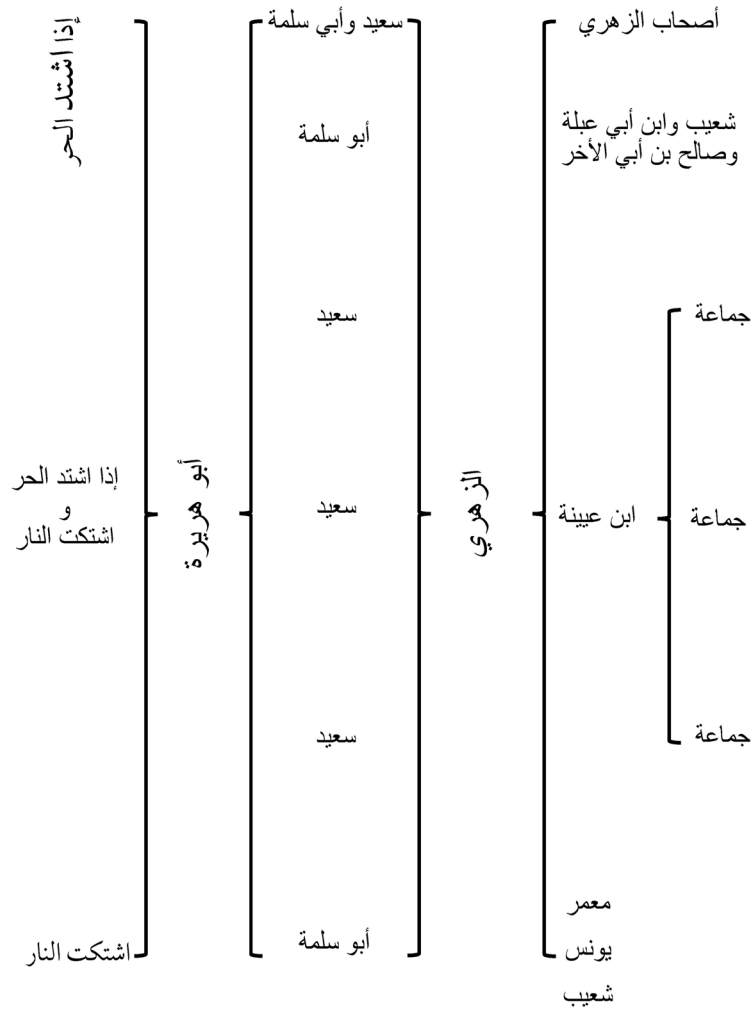 أصحاب الزهري
سعيد وأبي سلمة
إذا اشتد الحر
شعيب وابن أبي عبلة
وصالح بن أبي الأخر
أبو سلمة
جماعة
سعيد
جماعة
ابن عيينة
الزهري
سعيد
أبو هريرة
إذا اشتد الحر
و
اشتكت النار
جماعة
سعيد
معمر
يونس
شعيب
أبو سلمة
اشتكت النار